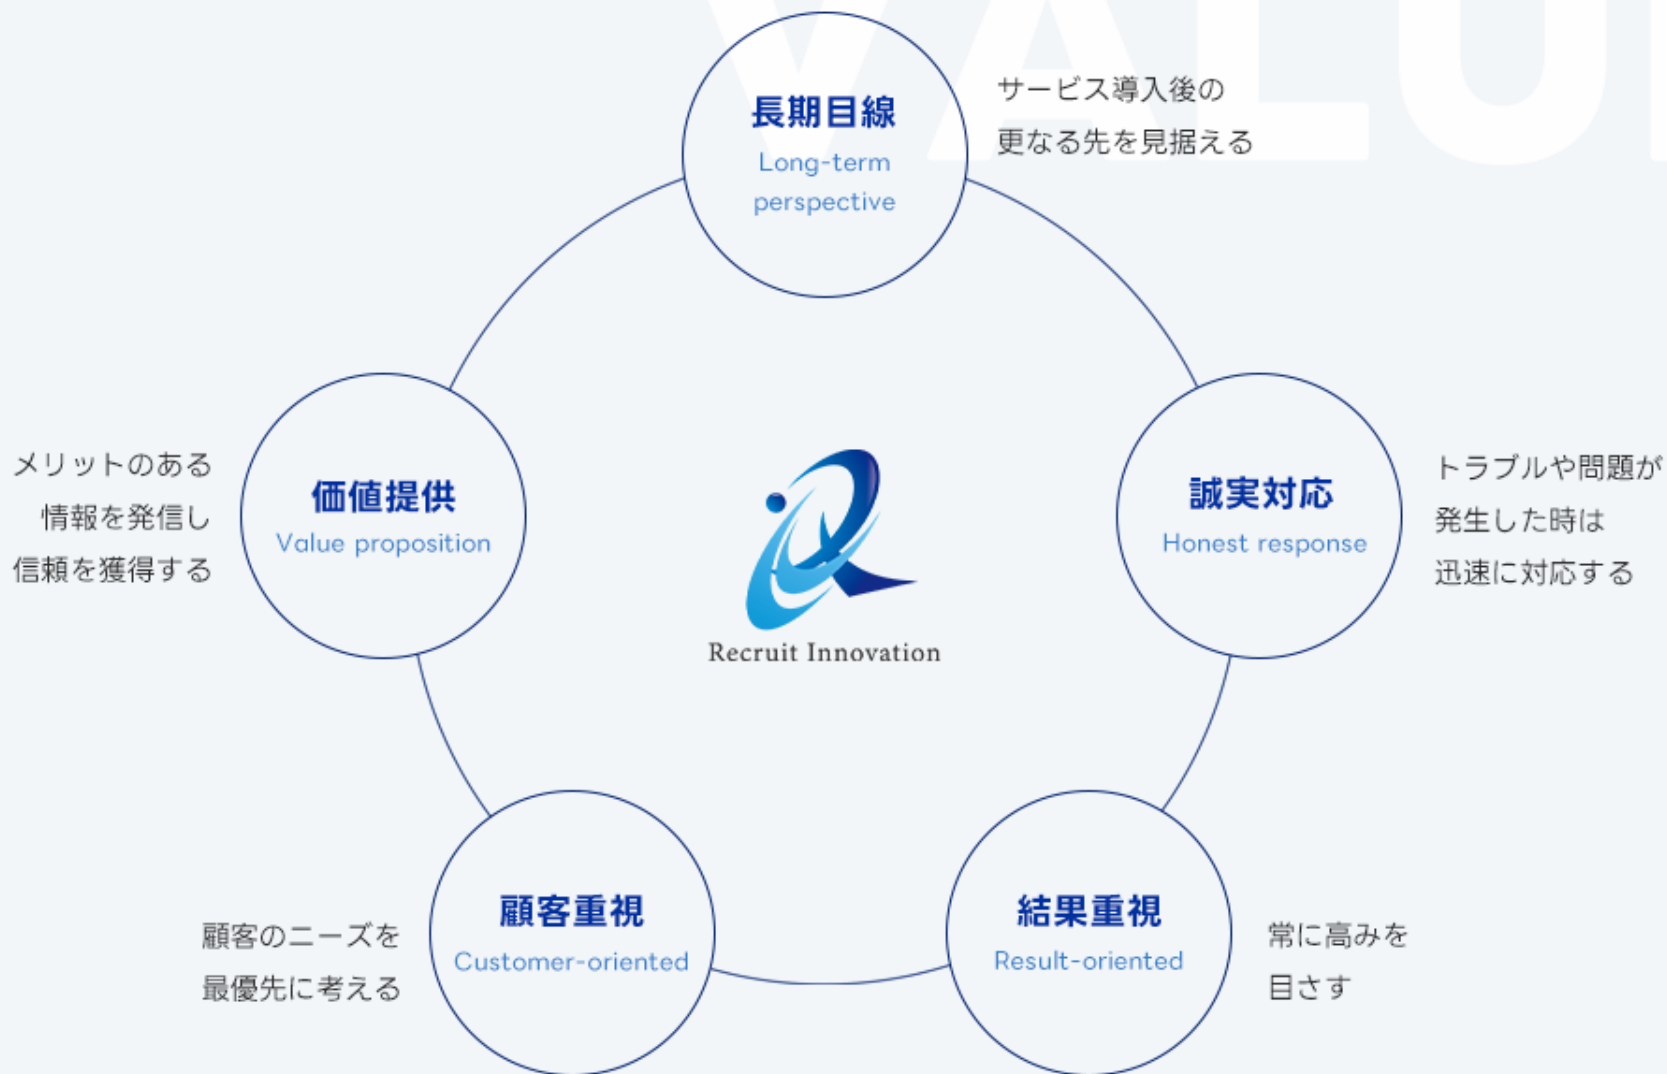 VALU
長期目線
Long-term
perspective
サービス導入後の
更なる先を見据える
価値提供
Value proposition
メリットのある
情報を発信し
信頼を獲得する
誠実対応
Honest response
トラブルや問題が
発生した時は
迅速に対応する
Recruit Innovation
顧客重視
Customer-oriented
顧客のニーズを
最優先に考える
結果重視
Result-oriented
常に高みを
目さす